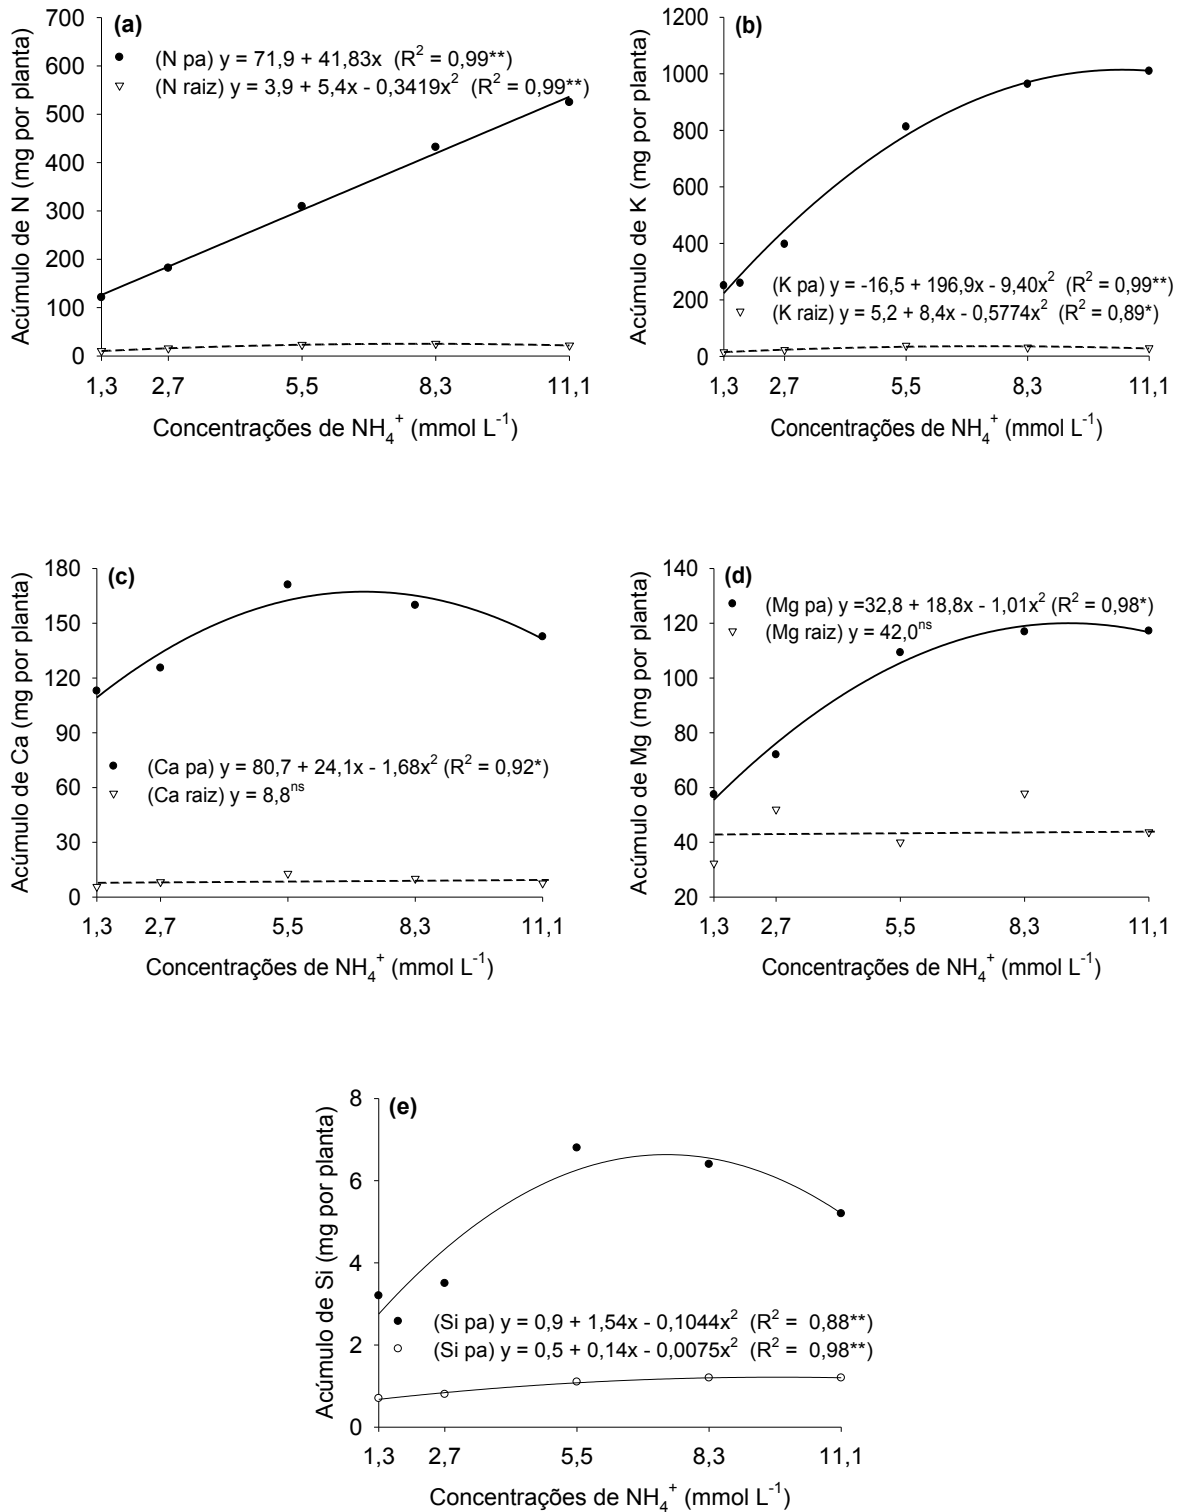 (a)
Acúmulo de N (mg por planta)
700
600
500
400
300
200
100
0
(N pa) y = 71,9 + 41,83x (R² = 0,99**)
(N raiz) y = 3,9 + 5,4x - 0,3419x² (R² = 0,99**)
1,3 2,7 5,5 8,3 11,1
Concentrações de NH₄⁺ (mmol L⁻¹)
(b)
Acúmulo de K (mg por planta)
1200
1000
800
600
400
200
0
(K pa) y = -16,5 + 196,9x - 9,40x² (R² = 0,99**)
(K raiz) y = 5,2 + 8,4x - 0,5774x² (R² = 0,89*)
1,3 2,7 5,5 8,3 11,1
Concentrações de NH₄⁺ (mmol L⁻¹)
(c)
Acúmulo de Ca (mg por planta)
180
150
120
90
60
30
0
(Ca pa) y = 80,7 + 24,1x - 1,68x² (R² = 0,92*)
(Ca raiz) y = 8,8ⁿˢ
1,3 2,7 5,5 8,3 11,1
Concentrações de NH₄⁺ (mmol L⁻¹)
(d)
Acúmulo de Mg (mg por planta)
140
120
100
80
60
40
20
(Mg pa) y =32,8 + 18,8x - 1,01x² (R² = 0,98*)
(Mg raiz) y = 42,0ⁿˢ
1,3 2,7 5,5 8,3 11,1
Concentrações de NH₄⁺ (mmol L⁻¹)
(e)
Acúmulo de Si (mg por planta)
8
6
4
2
0
(Si pa) y = 0,9 + 1,54x - 0,1044x² (R² = 0,88**)
(Si pa) y = 0,5 + 0,14x - 0,0075x² (R² = 0,98**)
1,3 2,7 5,5 8,3 11,1
Concentrações de NH₄⁺ (mmol L⁻¹)